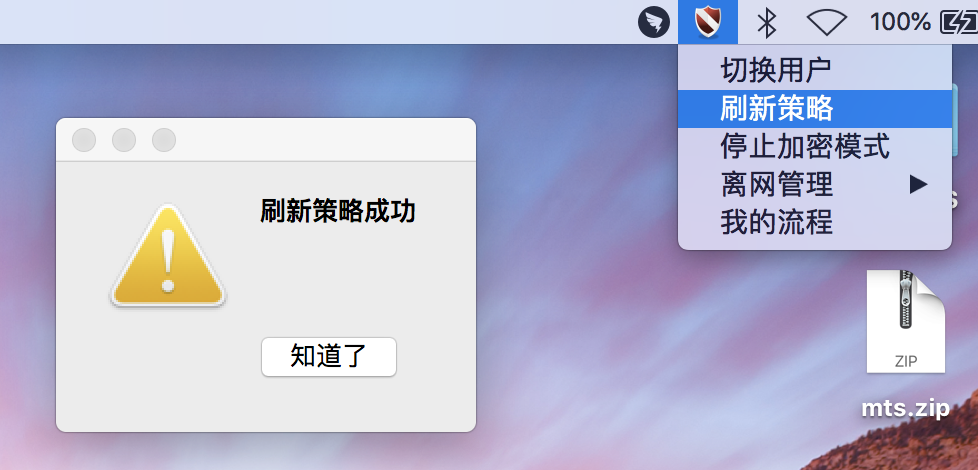 100%
切换用户
刷新策略
停止加密模式
离网管理
我的流程
刷新策略成功
知道了
ZIP
mts.zip